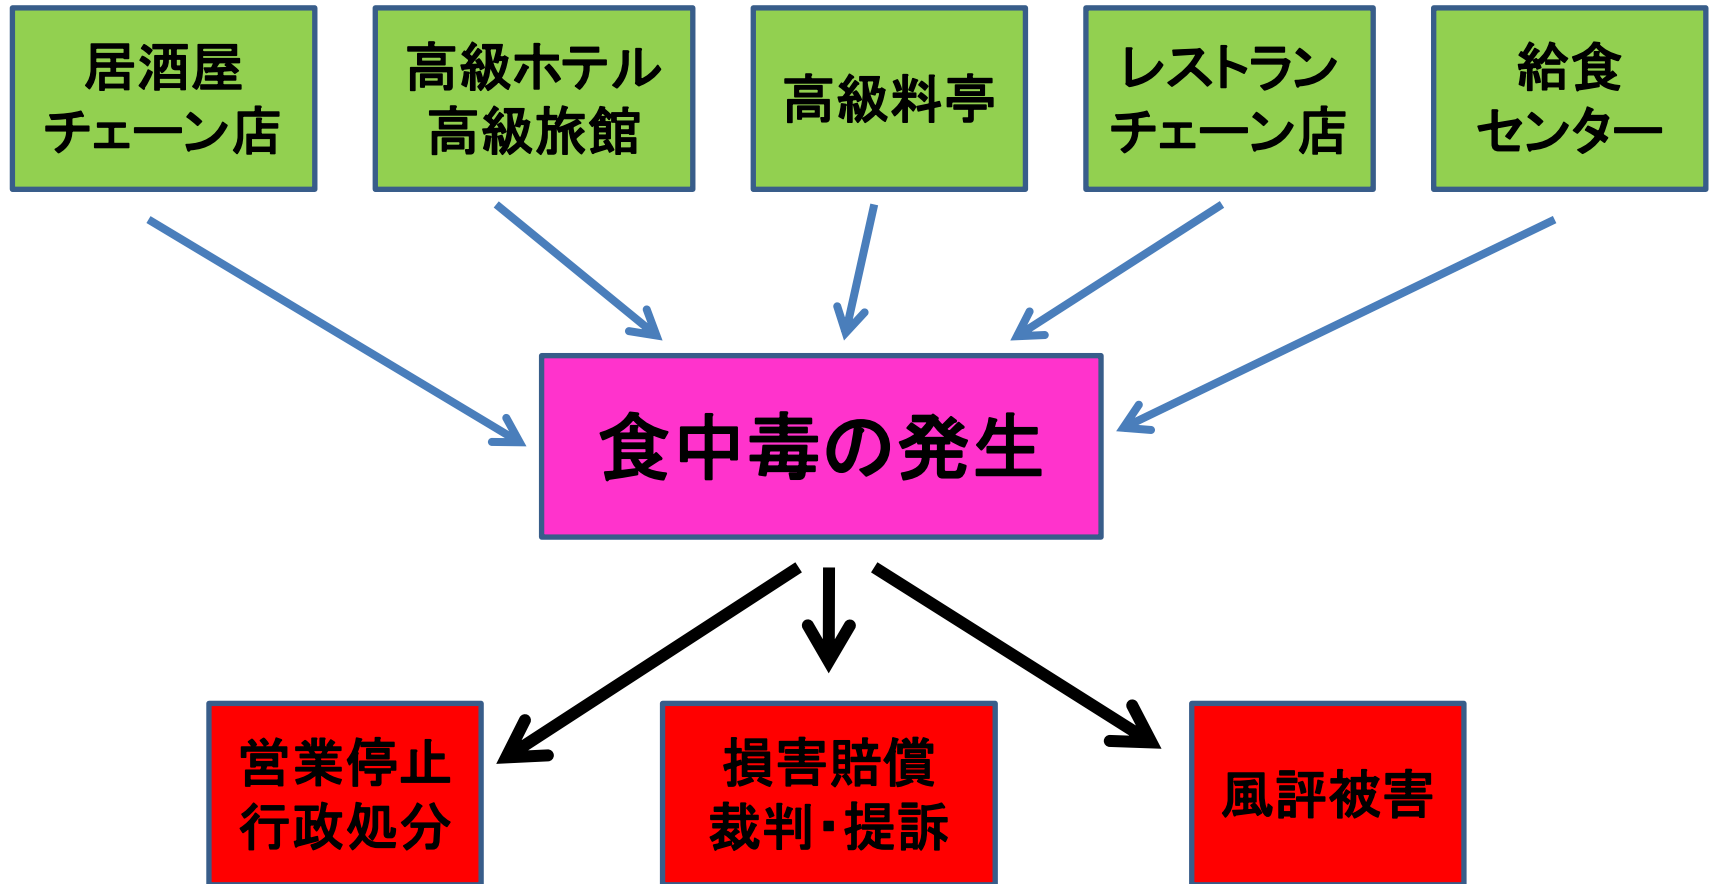 居酒屋
チェーン店
高級ホテル
高級旅館
高級料亭
レストラン
チェーン店
給食
センター
食中毒の発生
営業停止
行政処分
損害賠償
裁判・提訴
風評被害